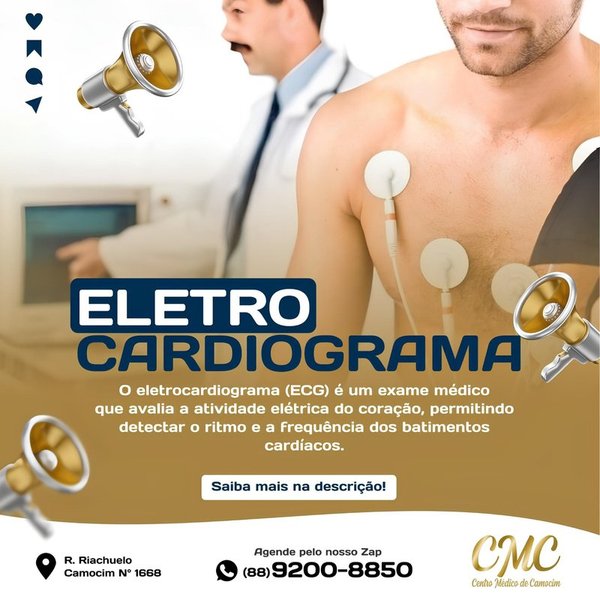 ELETRO
CARDIOGRAMA
O eletrocardiograma (ECG) é um exame médico
que avalia a atividade elétrica do coração, permitindo
detectar o ritmo e a frequência dos batimentos
cardíacos.
Saiba mais na descrição!
R. Riachuelo
Camocim Nº 1668
Agende pelo nosso Zap
(88)9200-8850
CMC
Centro Médico de Camocim